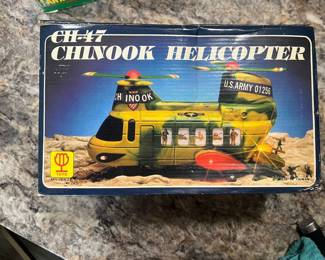 CH-47
CHINOOK HELICOPTER
CHINOOK
U.S. ARMY 01256